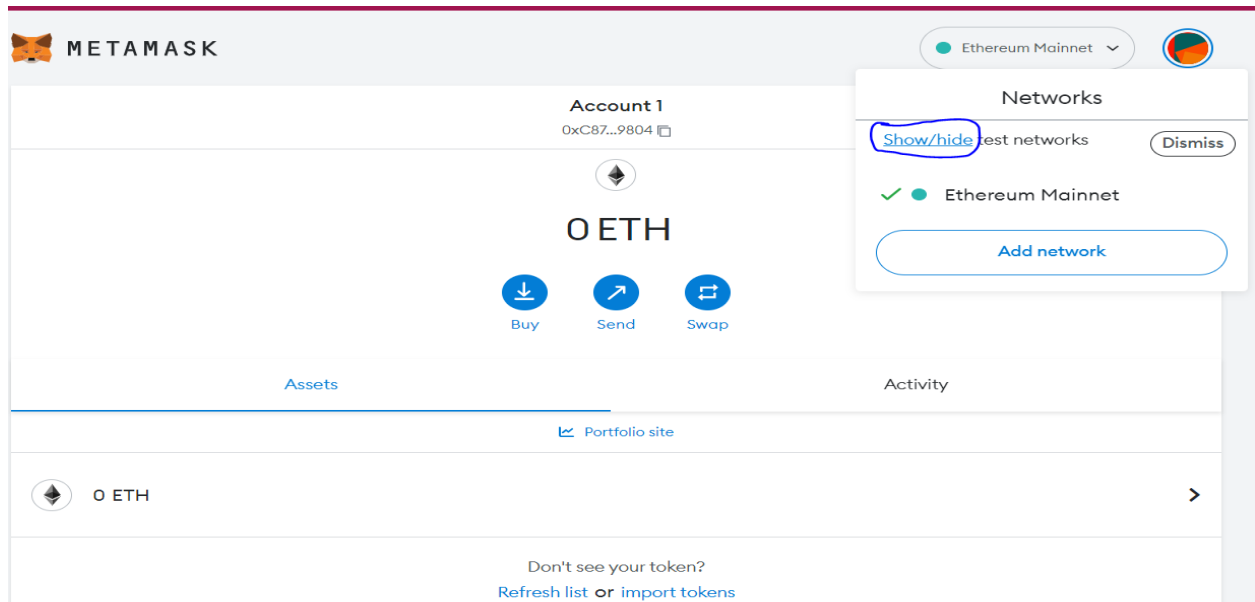 METAMASK
Ethereum Mainnet
Networks
Show/hide test networks
Dismiss
Ethereum Mainnet
Add network
Account 1
0xC87...9804
0 ETH
Buy
Send
Swap
Assets
Activity
Portfolio site
0 ETH
Don't see your token?
Refresh list or import tokens